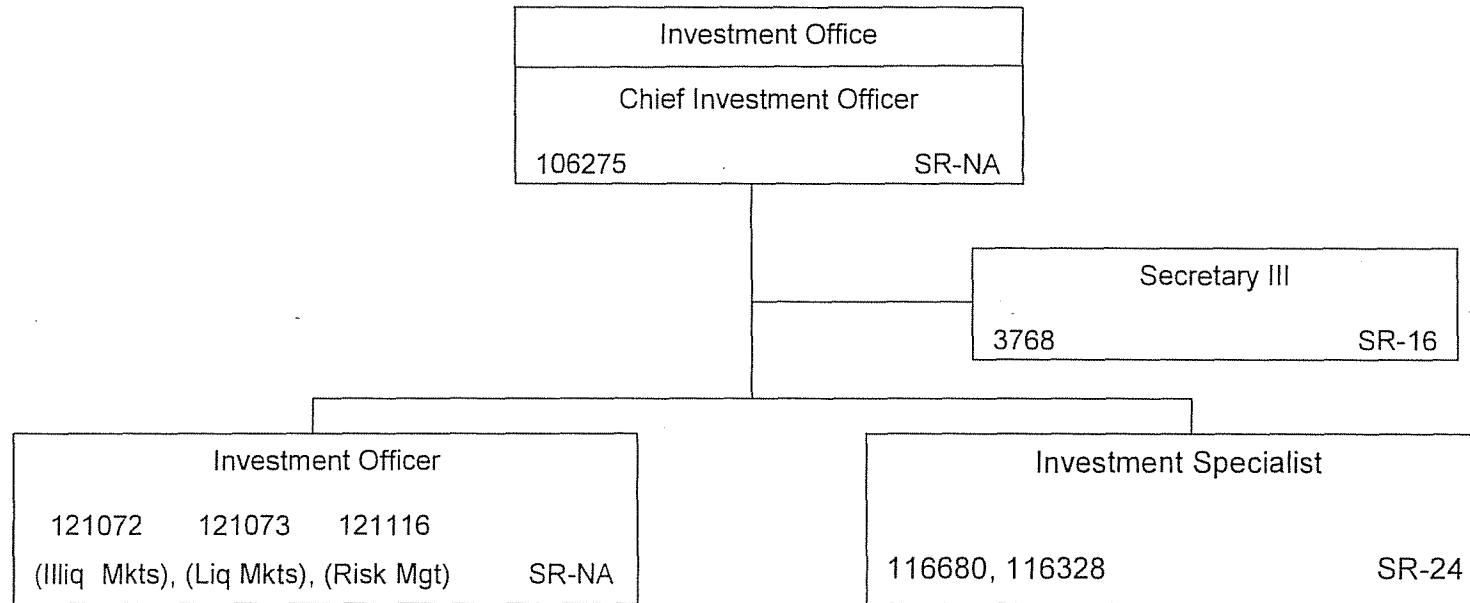 Investment Office
Chief Investment Officer
106275 SR-NA
Secretary III
3768 SR-16
Investment Officer
121072 121073 121116
(Illiq Mkts), (Liq Mkts), (Risk Mgt) SR-NA
Investment Specialist
116680, 116328 SR-24